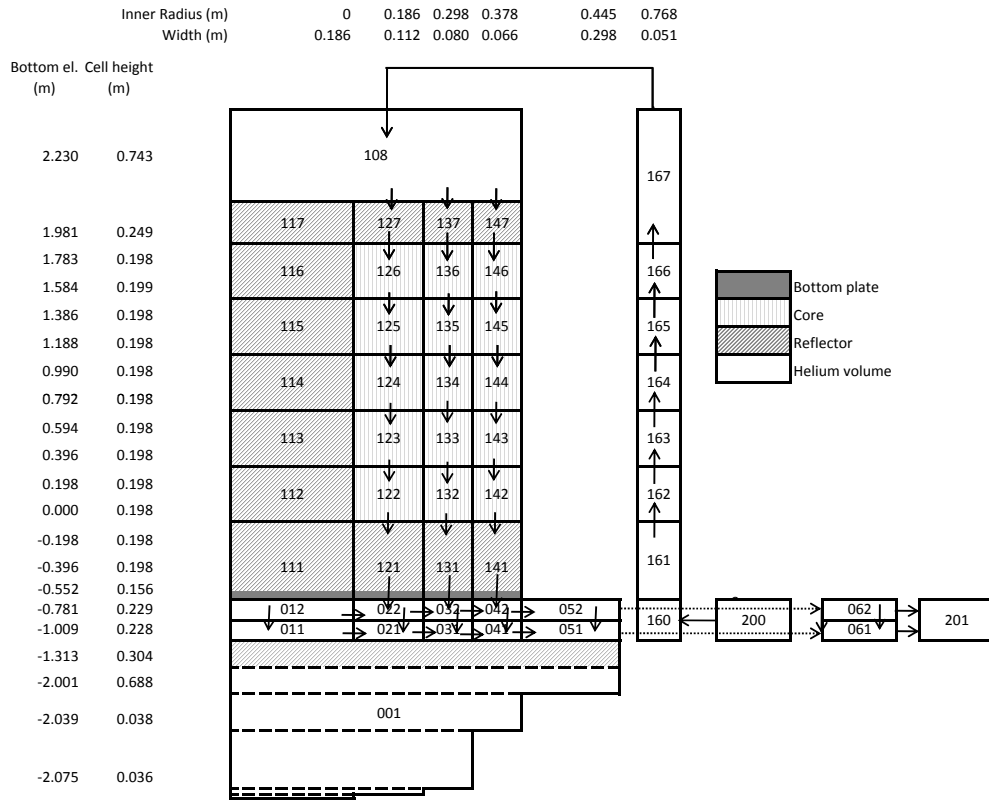 Inner Radius (m) 0 0.186 0.298 0.378 0.445 0.768
Width (m) 0.186 0.112 0.080 0.066 0.298 0.051
Bottom el. Cell height
(m) (m)
2.230 0.743 108 167
1.981 0.249 117 127 137 147
1.783 0.198 116 126 136 146 166
Bottom plate
1.584 0.199
Core
1.386 0.198 115 125 135 145 165
1.188 0.198 Reflector
0.990 0.198 114 124 134 144 164 Helium volume
0.792 0.198
0.594 0.198 113 123 133 143 163
0.396 0.198
0.198 0.198 112 122 132 142 162
0.000 0.198
-0.198 0.198
-0.396 0.198 111 121 131 141 161
-0.552 0.156
-0.781 0.229 012 022 032 042 052 160 200 062 201
-1.009 0.228 011 021 031 041 051 061
-1.313 0.304
-2.001 0.688
-2.039 0.038 001
-2.075 0.036